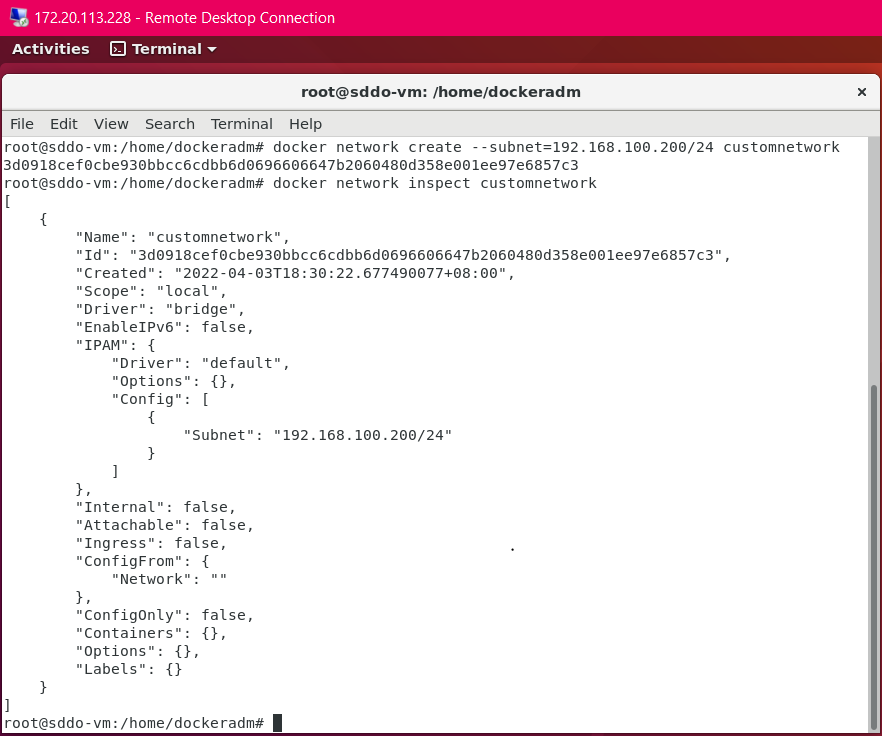 172.20.113.228 - Remote Desktop Connection
Activities Terminal
root@sddo-vm: /home/dockeradm ×
File Edit View Search Terminal Help
root@sddo-vm:/home/dockeradm# docker network create --subnet=192.168.100.200/24 customnetwork
3d0918cef0cbe930bbcc6cdbb6d0696606647b2060480d358e001ee97e6857c3
root@sddo-vm:/home/dockeradm# docker network inspect customnetwork
[
    {
        "Name": "customnetwork",
        "Id": "3d0918cef0cbe930bbcc6cdbb6d0696606647b2060480d358e001ee97e6857c3",
        "Created": "2022-04-03T18:30:22.677490077+08:00",
        "Scope": "local",
        "Driver": "bridge",
        "EnableIPv6": false,
        "IPAM": {
            "Driver": "default",
            "Options": {},
            "Config": [
                {
                    "Subnet": "192.168.100.200/24"
                }
            ]
        },
        "Internal": false,
        "Attachable": false,
        "Ingress": false,
        "ConfigFrom": {
            "Network": ""
        },
        "ConfigOnly": false,
        "Containers": {},
        "Options": {},
        "Labels": {}
    }
]
root@sddo-vm:/home/dockeradm#